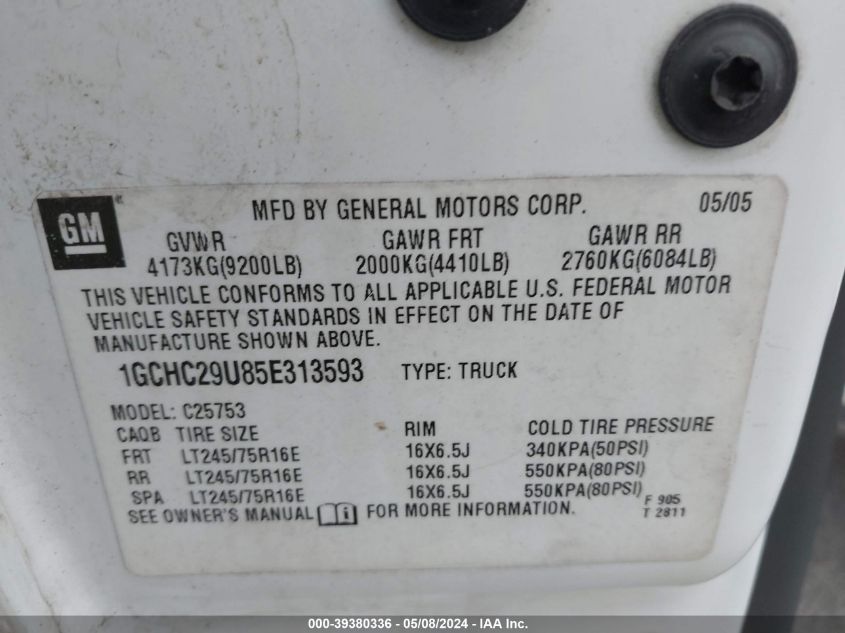 GM
MFD BY GENERAL MOTORS CORP. 05/05
GVWR GAWR FRT GAWR RR
4173KG(9200LB) 2000KG(4410LB) 2760KG(6084LB)
THIS VEHICLE CONFORMS TO ALL APPLICABLE U.S. FEDERAL MOTOR
VEHICLE SAFETY STANDARDS IN EFFECT ON THE DATE OF
MANUFACTURE SHOWN ABOVE.
1GCHC29U85E313593 TYPE: TRUCK
MODEL: C25753
CAQB TIRE SIZE RIM COLD TIRE PRESSURE
FRT LT245/75R16E 16X6.5J 340KPA(50PSI)
RR LT245/75R16E 16X6.5J 550KPA(80PSI)
SPA LT245/75R16E 16X6.5J 550KPA(80PSI)
F 905
SEE OWNER'S MANUAL i FOR MORE INFORMATION. T 2811
000-39380336 - 05/08/2024 - IAA Inc.